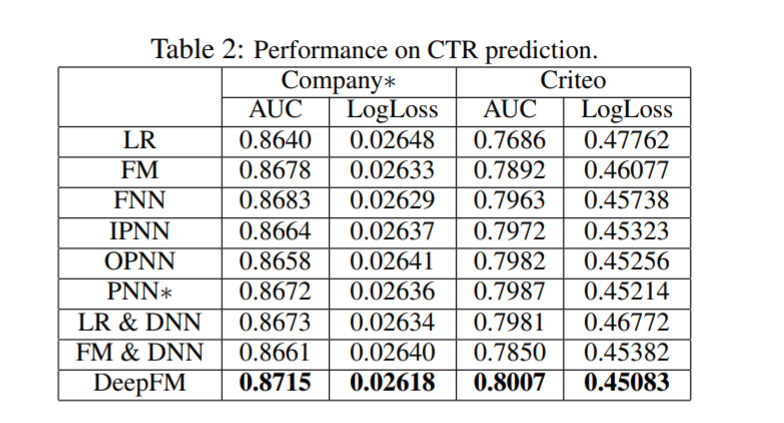 Table 2: Performance on CTR prediction.
Company∗ Criteo
AUC LogLoss AUC LogLoss
LR 0.8640 0.02648 0.7686 0.47762
FM 0.8678 0.02633 0.7892 0.46077
FNN 0.8683 0.02629 0.7963 0.45738
IPNN 0.8664 0.02637 0.7972 0.45323
OPNN 0.8658 0.02641 0.7982 0.45256
PNN∗ 0.8672 0.02636 0.7987 0.45214
LR & DNN 0.8673 0.02634 0.7981 0.46772
FM & DNN 0.8661 0.02640 0.7850 0.45382
DeepFM 0.8715 0.02618 0.8007 0.45083